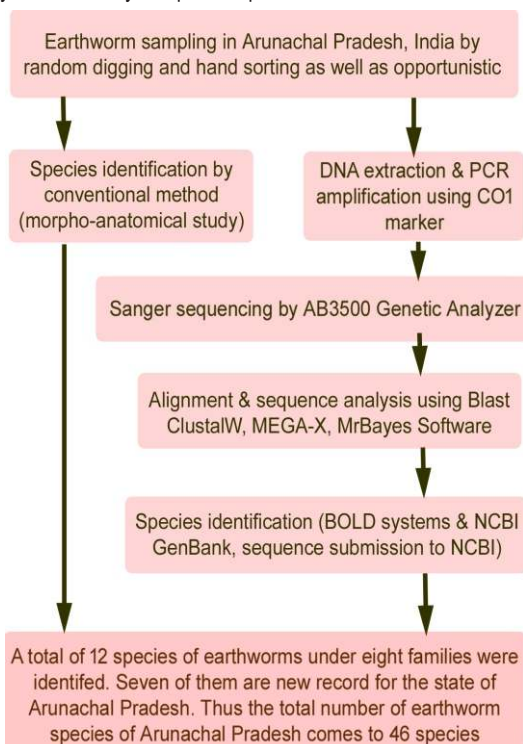 Earthworm sampling in Arunachal Pradesh, India by
random digging and hand sorting as well as opportunistic
Species identification by
conventional method
(morpho-anatomical study)
DNA extraction & PCR
amplification using CO1
marker
Sanger sequencing by AB3500 Genetic Analyzer
Alignment & sequence analysis using Blast
ClustalW, MEGA-X, MrBayes Software
Species identification (BOLD systems & NCBI
GenBank, sequence submission to NCBI)
A total of 12 species of earthworms under eight families were
identifed. Seven of them are new record for the state of
Arunachal Pradesh. Thus the total number of earthworm
species of Arunachal Pradesh comes to 46 species